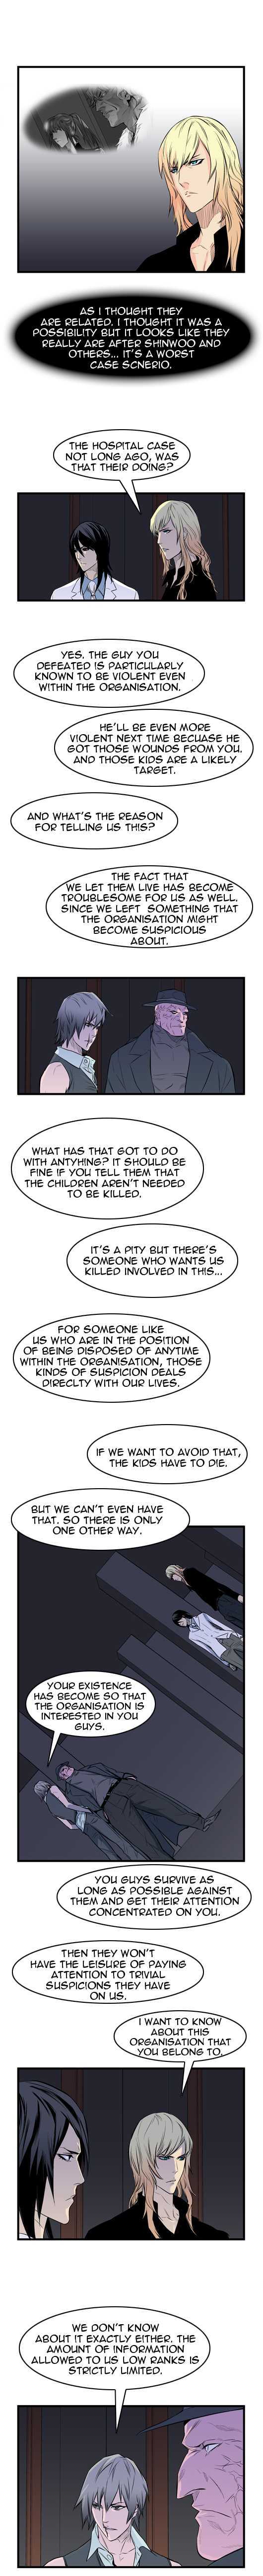 AS I THOUGHT THEY
ARE RELATED. I THOUGHT IT WAS A
POSSIBILITY BUT IT LOOKS LIKE THEY
REALLY ARE AFTER SHINWOO AND
OTHERS... IT'S A WORST
CASE SCNERIO.
THE HOSPITAL CASE
NOT LONG AGO, WAS
THAT THEIR DOING?
YES. THE GUY YOU
DEFEATED IS PARTICULARLY
KNOWN TO BE VIOLENT EVEN
WITHIN THE ORGANISATION.
HE'LL BE EVEN MORE
VIOLENT NEXT TIME BECUASE HE
GOT THOSE WOUNDS FROM YOU.
AND THOSE KIDS ARE A LIKELY
TARGET.
AND WHAT'S THE REASON
FOR TELLING US THIS?
THE FACT THAT
WE LET THEM LIVE HAS BECOME
TROUBLESOME FOR US AS WELL.
SINCE WE LEFT SOMETHING THAT
THE ORGANISATION MIGHT
BECOME SUSPICIOUS
ABOUT.
WHAT HAS THAT GOT TO DO
WITH ANTYHING? IT SHOULD BE
FINE IF YOU TELL THEM THAT
THE CHILDREN AREN'T NEEDED
TO BE KILLED.
IT'S A PITY BUT THERE'S
SOMEONE WHO WANTS US
KILLED INVOLVED IN THIS...
FOR SOMEONE LIKE
US WHO ARE IN THE POSITION
OF BEING DISPOSED OF ANYTIME
WITHIN THE ORGANISATION, THOSE
KINDS OF SUSPICION DEALS
DIRECLTY WITH OUR LIVES.
IF WE WANT TO AVOID THAT,
THE KIDS HAVE TO DIE.
BUT WE CAN'T EVEN HAVE
THAT. SO THERE IS ONLY
ONE OTHER WAY.
YOUR EXISTENCE
HAS BECOME SO THAT
THE ORGANISATION IS
INTERESTED IN YOU
GUYS.
YOU GUYS SURVIVE AS
LONG AS POSSIBLE AGAINST
THEM AND GET THEIR ATTENTION
CONCENTRATED ON YOU.
THEN THEY WON'T
HAVE THE LEISURE OF PAYING
ATTENTION TO TRIVIAL
SUSPICIONS THEY HAVE
ON US.
I WANT TO KNOW
ABOUT THIS
ORGANISATION THAT
YOU BELONG TO.
WE DON'T KNOW
ABOUT IT EXACTLY EITHER. THE
AMOUNT OF INFORMATION
ALLOWED TO US LOW RANKS IS
STRICTLY LIMITED.